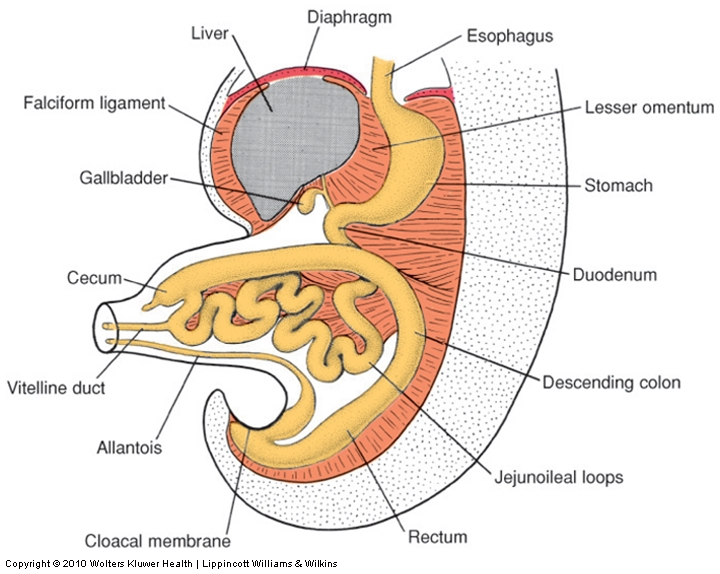 Diaphragm
Liver
Esophagus
Falciform ligament
Lesser omentum
Gallbladder
Stomach
Cecum
Duodenum
Vitelline duct
Descending colon
Allantois
Jejunoileal loops
Cloacal membrane
Rectum
Copyright © 2010 Wolters Kluwer Health | Lippincott Williams & Wilkins